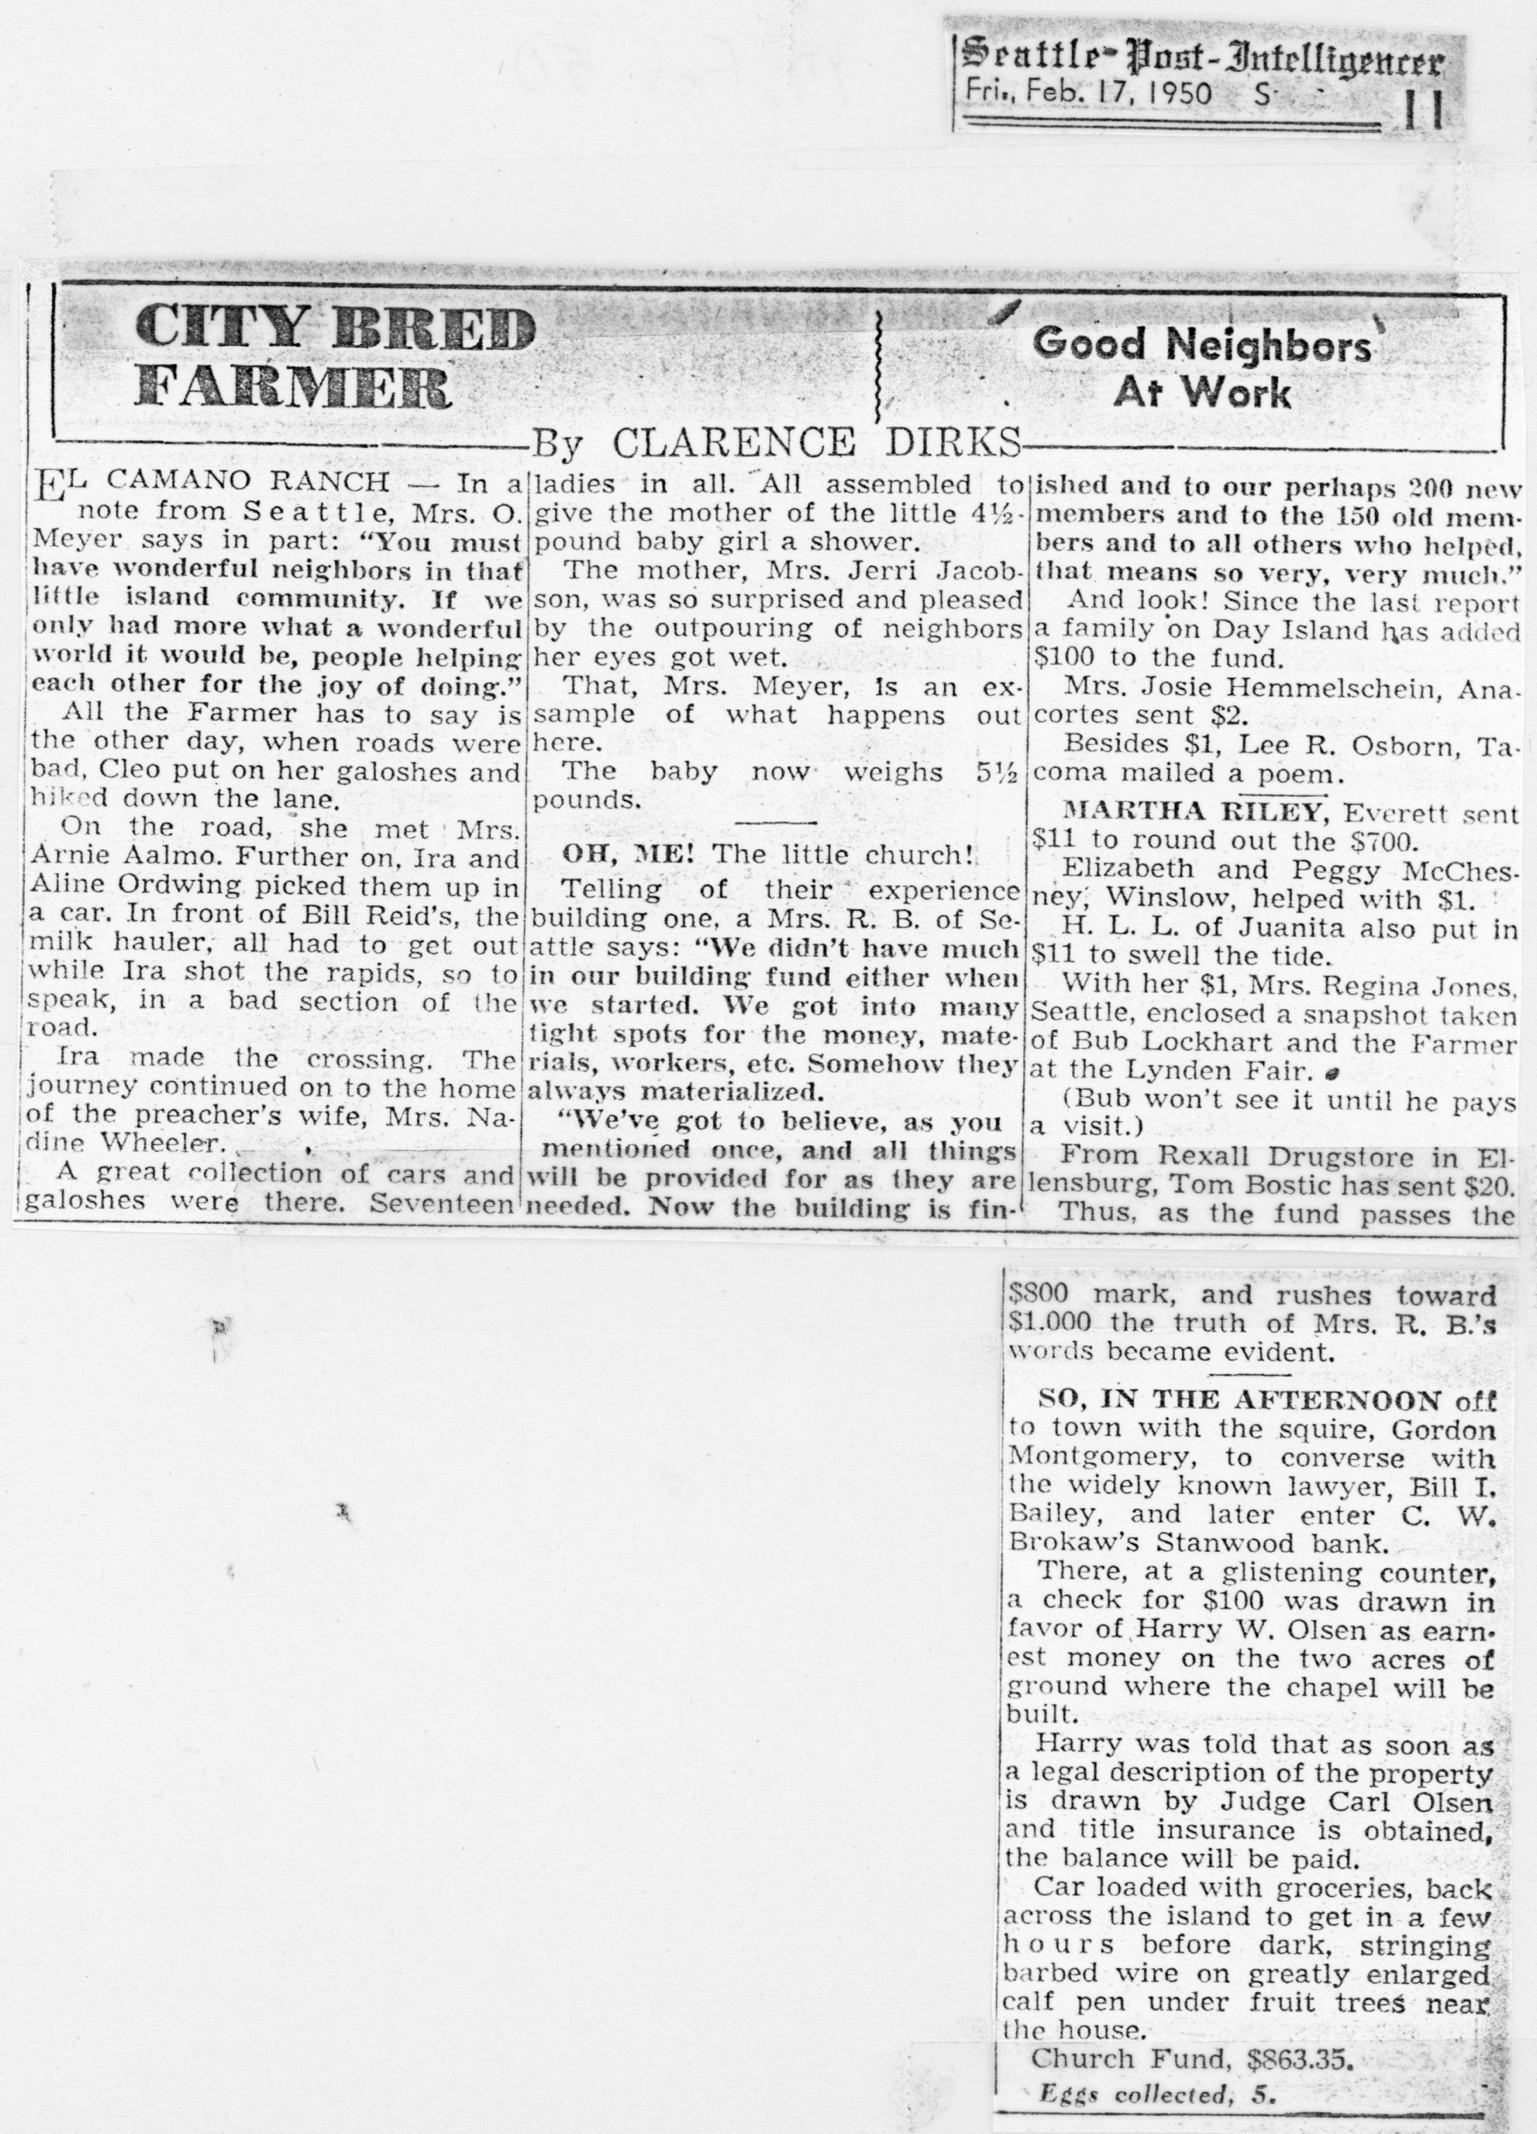 Seattle Post-Intelligencer
Fri., Feb. 17, 1950 S 11
CITY BRED
FARMER
Good Neighbors
At Work
By CLARENCE DIRKS
EL CAMANO RANCH — In a
note from Seattle, Mrs. O.
Meyer says in part: "You must
have wonderful neighbors in that
little island community. If we
only had more what a wonderful
world it would be, people helping
each other for the joy of doing."
All the Farmer has to say is
the other day, when roads were
bad, Cleo put on her galoshes and
hiked down the lane.
On the road, she met Mrs.
Arnie Aalmo. Further on, Ira and
Aline Ordwing picked them up in
a car. In front of Bill Reid's, the
milk hauler, all had to get out
while Ira shot the rapids, so to
speak, in a bad section of the
road.
Ira made the crossing. The
journey continued on to the home
of the preacher's wife, Mrs. Na-
dine Wheeler.
A great collection of cars and
galoshes were there. Seventeen
ladies in all. All assembled to
give the mother of the little 4½-
pound baby girl a shower.
The mother, Mrs. Jerri Jacob-
son, was so surprised and pleased
by the outpouring of neighbors
her eyes got wet.
That, Mrs. Meyer, is an ex-
sample of what happens out
here.
The baby now weighs 5½
pounds.
OH, ME! The little church!
Telling of their experience
building one, a Mrs. R. B. of Se-
attle says: "We didn't have much
in our building fund either when
we started. We got into many
tight spots for the money, mate-
rials, workers, etc. Somehow they
always materialized.
"We've got to believe, as you
mentioned once, and all things
will be provided for as they are
needed. Now the building is fin-
ished and to our perhaps 200 new
members and to the 150 old mem-
bers and to all others who helped,
that means so very, very much."
And look! Since the last report
a family on Day Island has added
$100 to the fund.
Mrs. Josie Hemmelschein, Ana-
cortes sent $2.
Besides $1, Lee R. Osborn, Ta-
coma mailed a poem.
MARTHA RILEY, Everett sent
$11 to round out the $700.
Elizabeth and Peggy McChes-
ney, Winslow, helped with $1.
H. L. L. of Juanita also put in
$11 to swell the tide.
With her $1, Mrs. Regina Jones,
Seattle, enclosed a snapshot taken
of Bub Lockhart and the Farmer
at the Lynden Fair.
(Bub won't see it until he pays
a visit.)
From Rexall Drugstore in El-
lensburg, Tom Bostic has sent $20.
Thus, as the fund passes the
$800 mark, and rushes toward
$1.000 the truth of Mrs. R. B.'s
words became evident.
SO, IN THE AFTERNOON off
to town with the squire, Gordon
Montgomery, to converse with
the widely known lawyer, Bill I.
Bailey, and later enter C. W.
Brokaw's Stanwood bank.
There, at a glistening counter,
a check for $100 was drawn in
favor of Harry W. Olsen as earn-
est money on the two acres of
ground where the chapel will be
built.
Harry was told that as soon as
a legal description of the property
is drawn by Judge Carl Olsen
and title insurance is obtained,
the balance will be paid.
Car loaded with groceries, back
across the island to get in a few
hours before dark, stringing
barbed wire on greatly enlarged
calf pen under fruit trees near
the house.
Church Fund, $863.35.
Eggs collected, 5.